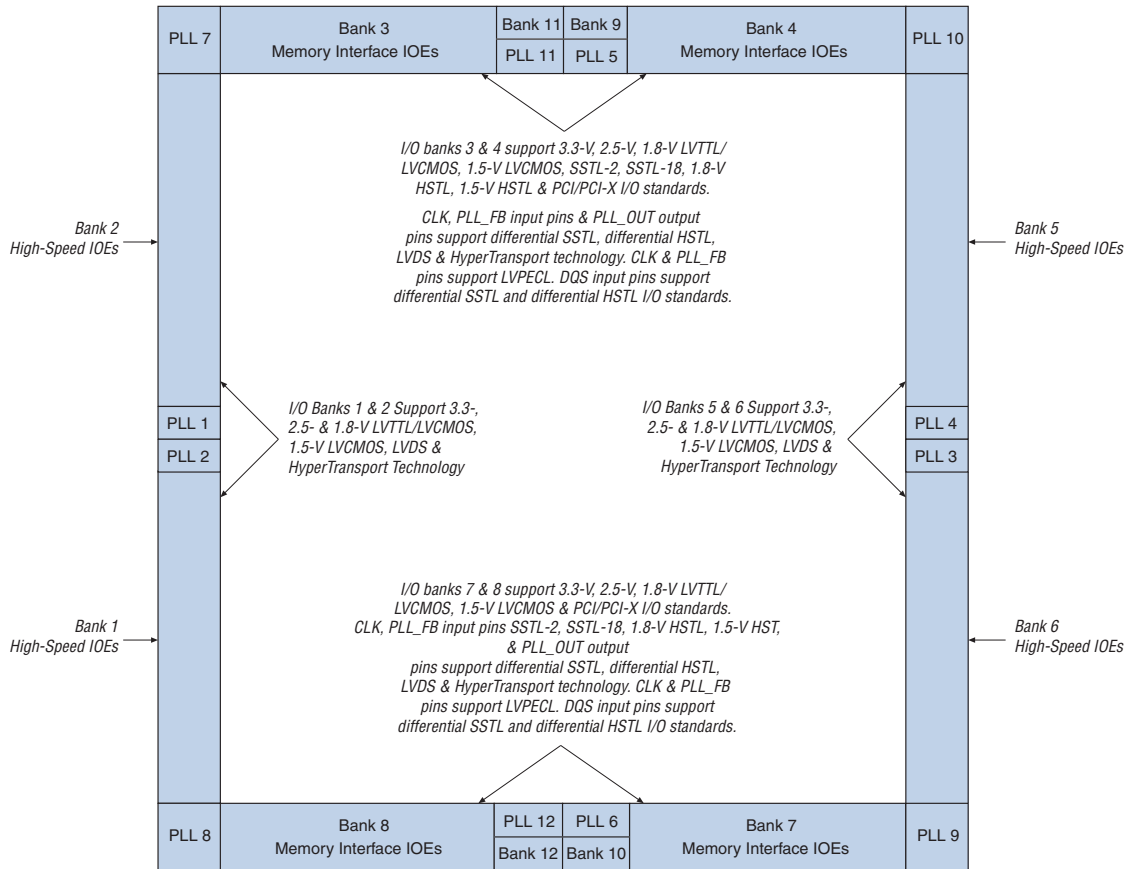 PLL 7
Bank 3
Memory Interface IOEs
Bank 11
Bank 9
PLL 11
PLL 5
Bank 4
Memory Interface IOEs
PLL 10
I/O banks 3 & 4 support 3.3-V, 2.5-V, 1.8-V LVTTL/
LVCMOS, 1.5-V LVCMOS, SSTL-2, SSTL-18, 1.8-V
HSTL, 1.5-V HSTL & PCI/PCI-X I/O standards.
CLK, PLL_FB input pins & PLL_OUT output
pins support differential SSTL, differential HSTL,
LVDS & HyperTransport technology. CLK & PLL_FB
pins support LVPECL. DQS input pins support
differential SSTL and differential HSTL I/O standards.
Bank 2
High-Speed IOEs
Bank 5
High-Speed IOEs
PLL 1
PLL 2
I/O Banks 1 & 2 Support 3.3-,
2.5- & 1.8-V LVTTL/LVCMOS,
1.5-V LVCMOS, LVDS &
HyperTransport Technology
I/O Banks 5 & 6 Support 3.3-,
2.5- & 1.8-V LVTTL/LVCMOS,
1.5-V LVCMOS, LVDS &
HyperTransport Technology
PLL 4
PLL 3
Bank 1
High-Speed IOEs
I/O banks 7 & 8 support 3.3-V, 2.5-V, 1.8-V LVTTL/
LVCMOS, 1.5-V LVCMOS & PCI/PCI-X I/O standards.
CLK, PLL_FB input pins SSTL-2, SSTL-18, 1.8-V HSTL, 1.5-V HST,
& PLL_OUT output
pins support differential SSTL, differential HSTL,
LVDS & HyperTransport technology. CLK & PLL_FB
pins support LVPECL. DQS input pins support
differential SSTL and differential HSTL I/O standards.
Bank 6
High-Speed IOEs
PLL 8
Bank 8
Memory Interface IOEs
PLL 12
PLL 6
Bank 12
Bank 10
Bank 7
Memory Interface IOEs
PLL 9